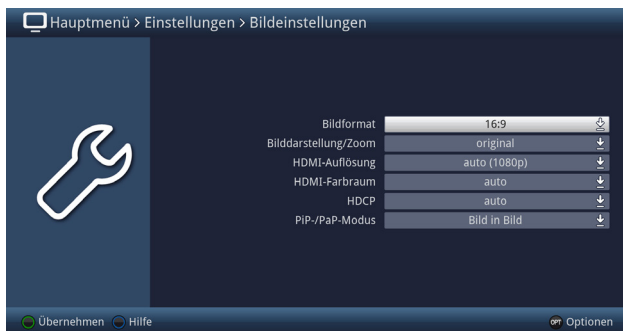 Hauptmenü > Einstellungen > Bildeinstellungen
Bildformat 16:9
Bilddarstellung/Zoom original
HDMI-Auflösung auto (1080p)
HDMI-Farbraum auto
HDCP auto
PiP-/PaP-Modus Bild in Bild
Übernehmen Hilfe OPT Optionen